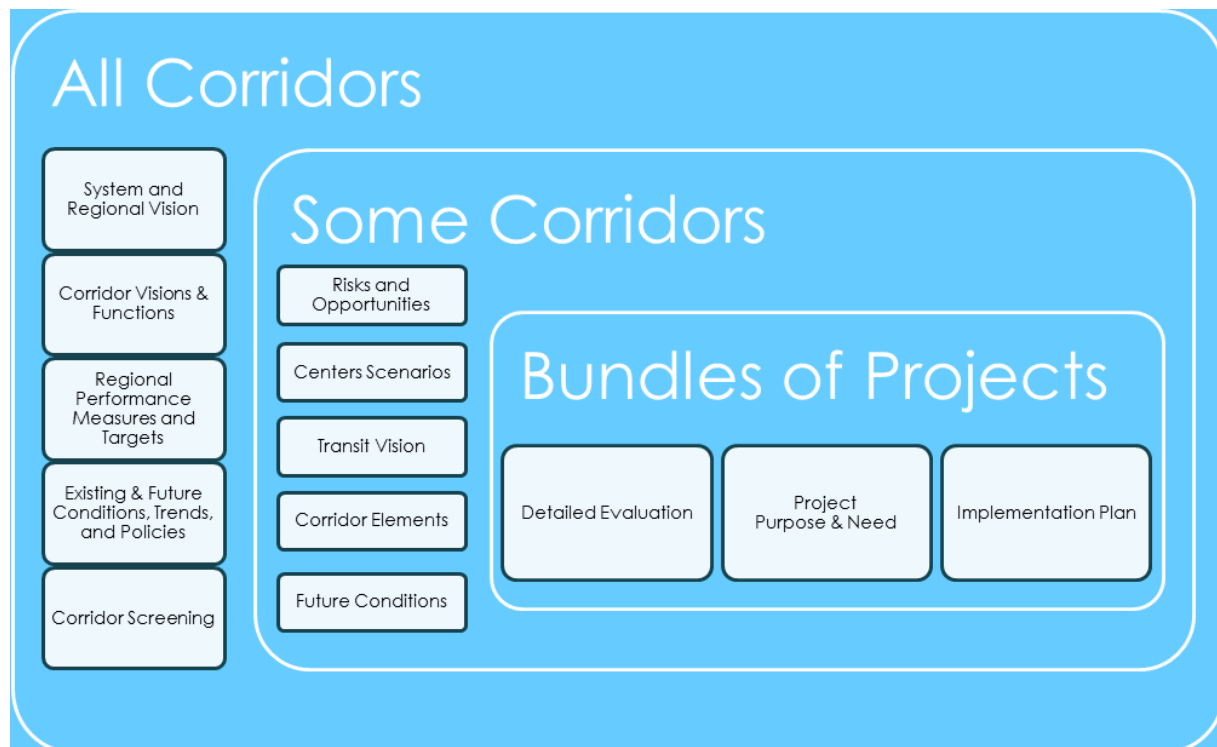 All Corridors
System and
Regional Vision
Corridor Visions &
Functions
Regional
Performance
Measures and
Targets
Existing & Future
Conditions, Trends,
and Policies
Corridor Screening
Some Corridors
Risks and
Opportunities
Centers Scenarios
Transit Vision
Corridor Elements
Future Conditions
Bundles of Projects
Detailed Evaluation
Project
Purpose & Need
Implementation Plan